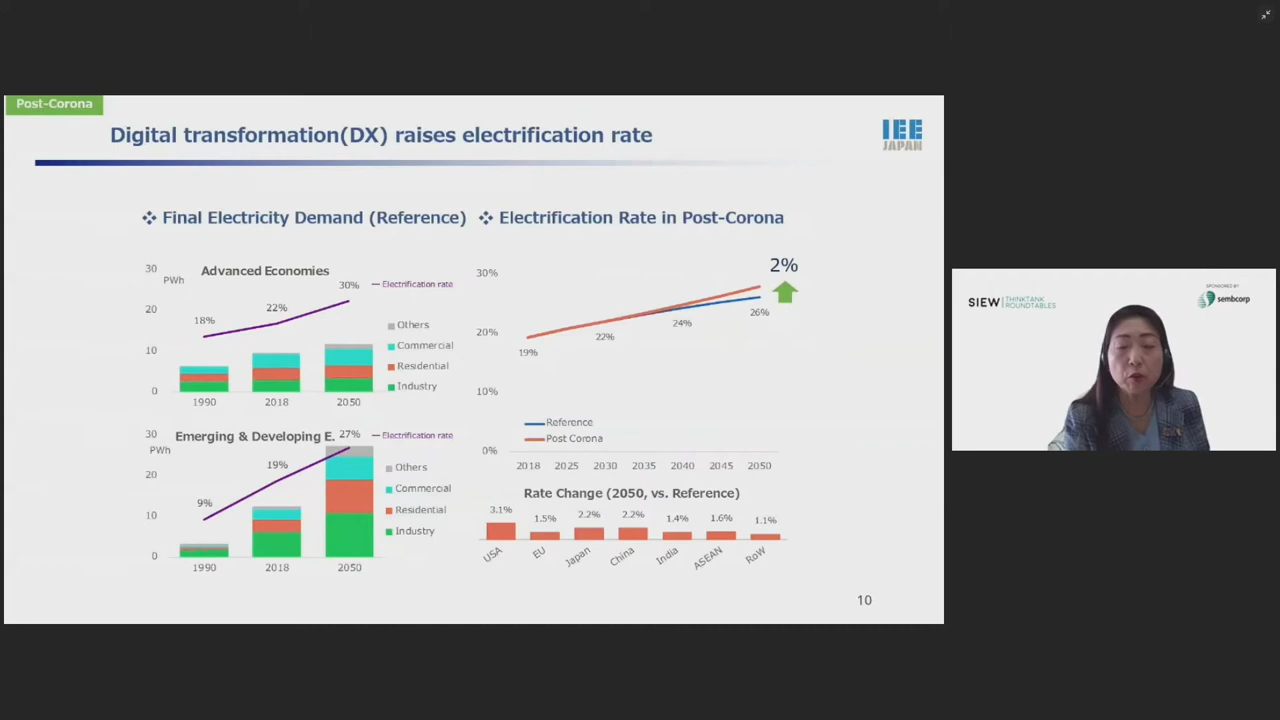 Post-Corona
Digital transformation(DX) raises electrification rate
IEE
JAPAN
❖ Final Electricity Demand (Reference)
30
PWh
20
10
0
Advanced Economies
18%
22%
30%
Electrification rate
Others
Commercial
Residential
Industry
1990 2018 2050
30
PWh
20
10
0
Emerging & Developing E.
9%
19%
27%
Electrification rate
Others
Commercial
Residential
Industry
1990 2018 2050
❖ Electrification Rate in Post-Corona
30%
20%
10%
0%
19%
22%
24%
26%
2%
Reference
Post Corona
2018 2025 2030 2035 2040 2045 2050
Rate Change (2050, vs. Reference)
3.1% 1.5% 2.2% 2.2% 1.4% 1.6% 1.1%
USA EU Japan China India ASEAN RoW
10
SIEW THINKTANK
ROUNDTABLES
SPONSORED BY
sembcorp